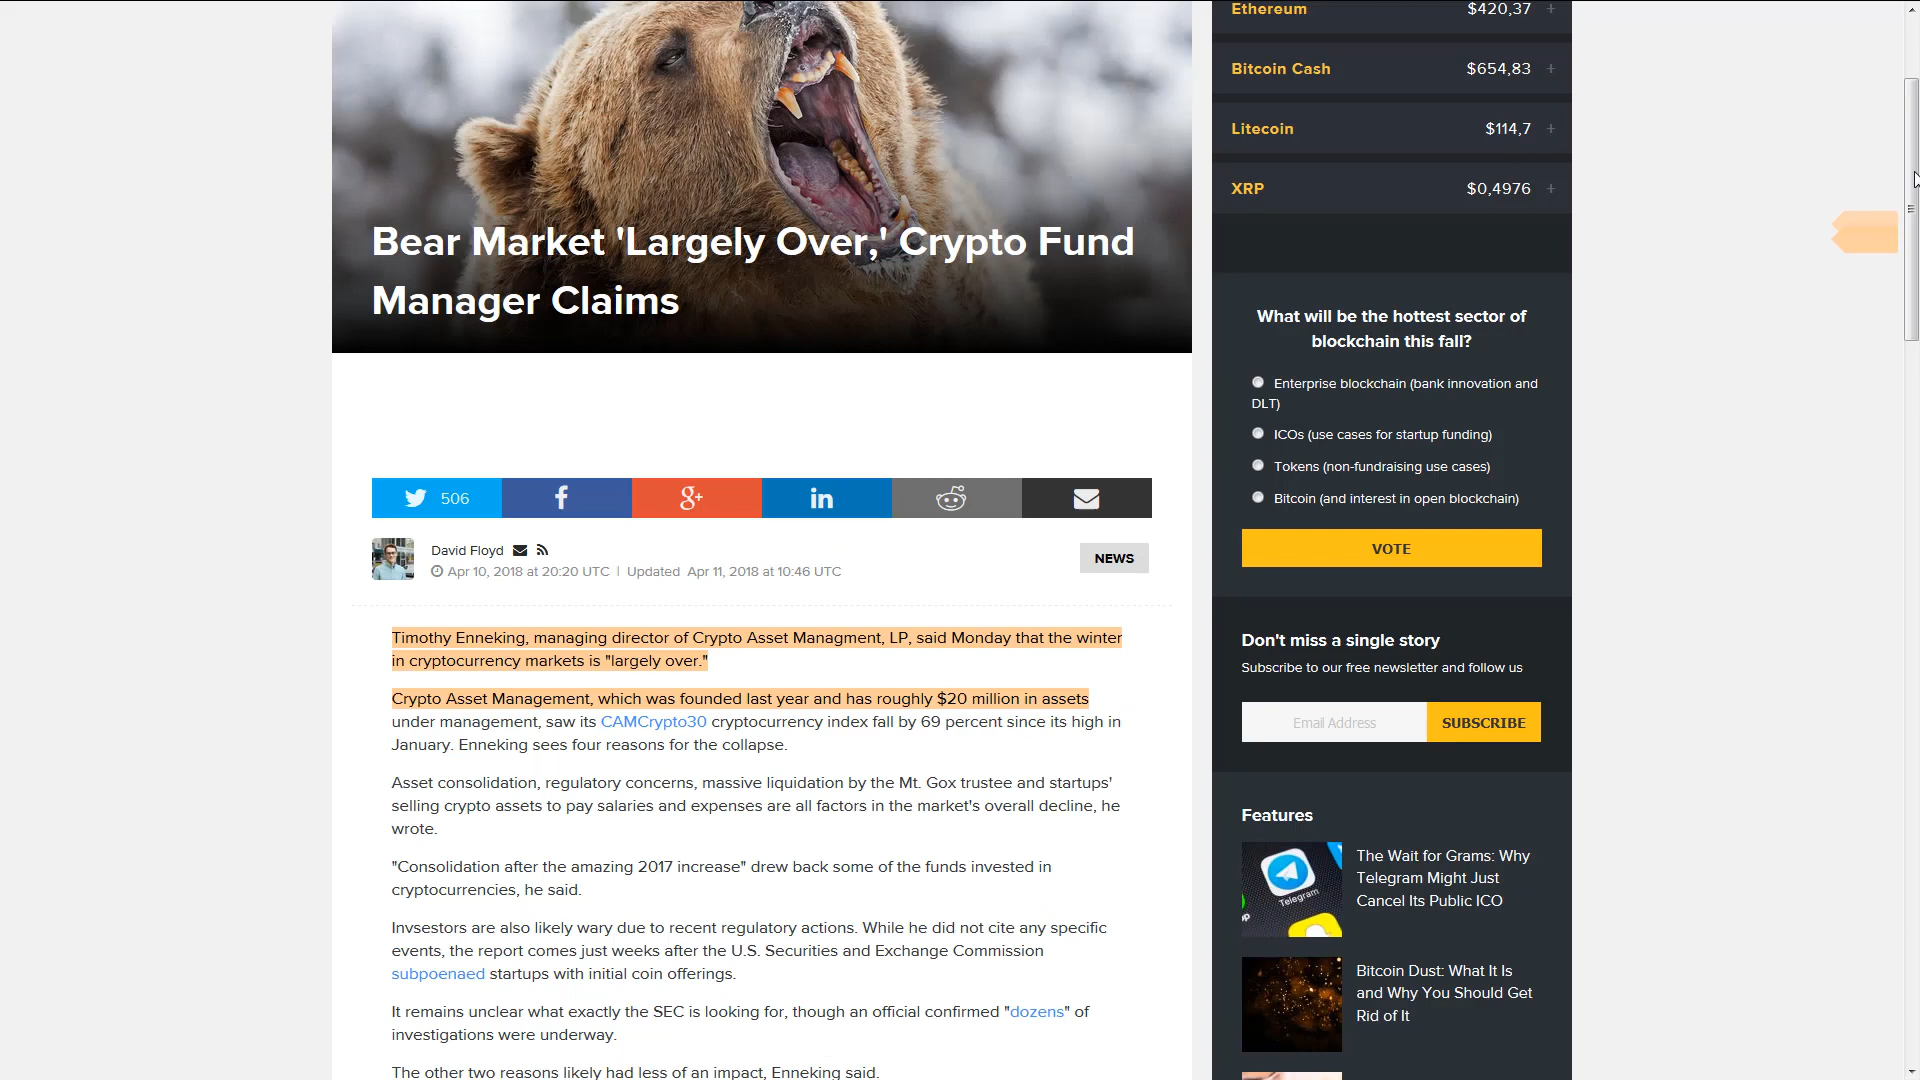 Bear Market 'Largely Over,' Crypto Fund
Manager Claims
506
g+
in
David Floyd
Apr 10, 2018 at 20:20 UTC | Updated Apr 11, 2018 at 10:46 UTC
NEWS
Timothy Enneking, managing director of Crypto Asset Managment, LP, said Monday that the winter
in cryptocurrency markets is "largely over."
Crypto Asset Management, which was founded last year and has roughly $20 million in assets
under management, saw its CAMCrypto30 cryptocurrency index fall by 69 percent since its high in
January. Enneking sees four reasons for the collapse.
Asset consolidation, regulatory concerns, massive liquidation by the Mt. Gox trustee and startups'
selling crypto assets to pay salaries and expenses are all factors in the market's overall decline, he
wrote.
"Consolidation after the amazing 2017 increase" drew back some of the funds invested in
cryptocurrencies, he said.
Invsestors are also likely wary due to recent regulatory actions. While he did not cite any specific
events, the report comes just weeks after the U.S. Securities and Exchange Commission
subpoenaed startups with initial coin offerings.
It remains unclear what exactly the SEC is looking for, though an official confirmed "dozens" of
investigations were underway.
The other two reasons likely had less of an impact, Enneking said.
Ethereum $420,37 +
Bitcoin Cash $654,83 +
Litecoin $114,7 +
XRP $0,4976 +
What will be the hottest sector of
blockchain this fall?
Enterprise blockchain (bank innovation and
DLT)
ICOs (use cases for startup funding)
Tokens (non-fundraising use cases)
Bitcoin (and interest in open blockchain)
VOTE
Don't miss a single story
Subscribe to our free newsletter and follow us
Email Address
SUBSCRIBE
Features
Telegram
The Wait for Grams: Why
Telegram Might Just
Cancel Its Public ICO
Bitcoin Dust: What It Is
and Why You Should Get
Rid of It